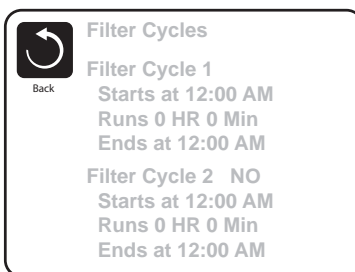 Filter Cycles
Back
Filter Cycle 1
Starts at 12:00 AM
Runs 0 HR 0 Min
Ends at 12:00 AM
Filter Cycle 2 NO
Starts at 12:00 AM
Runs 0 HR 0 Min
Ends at 12:00 AM